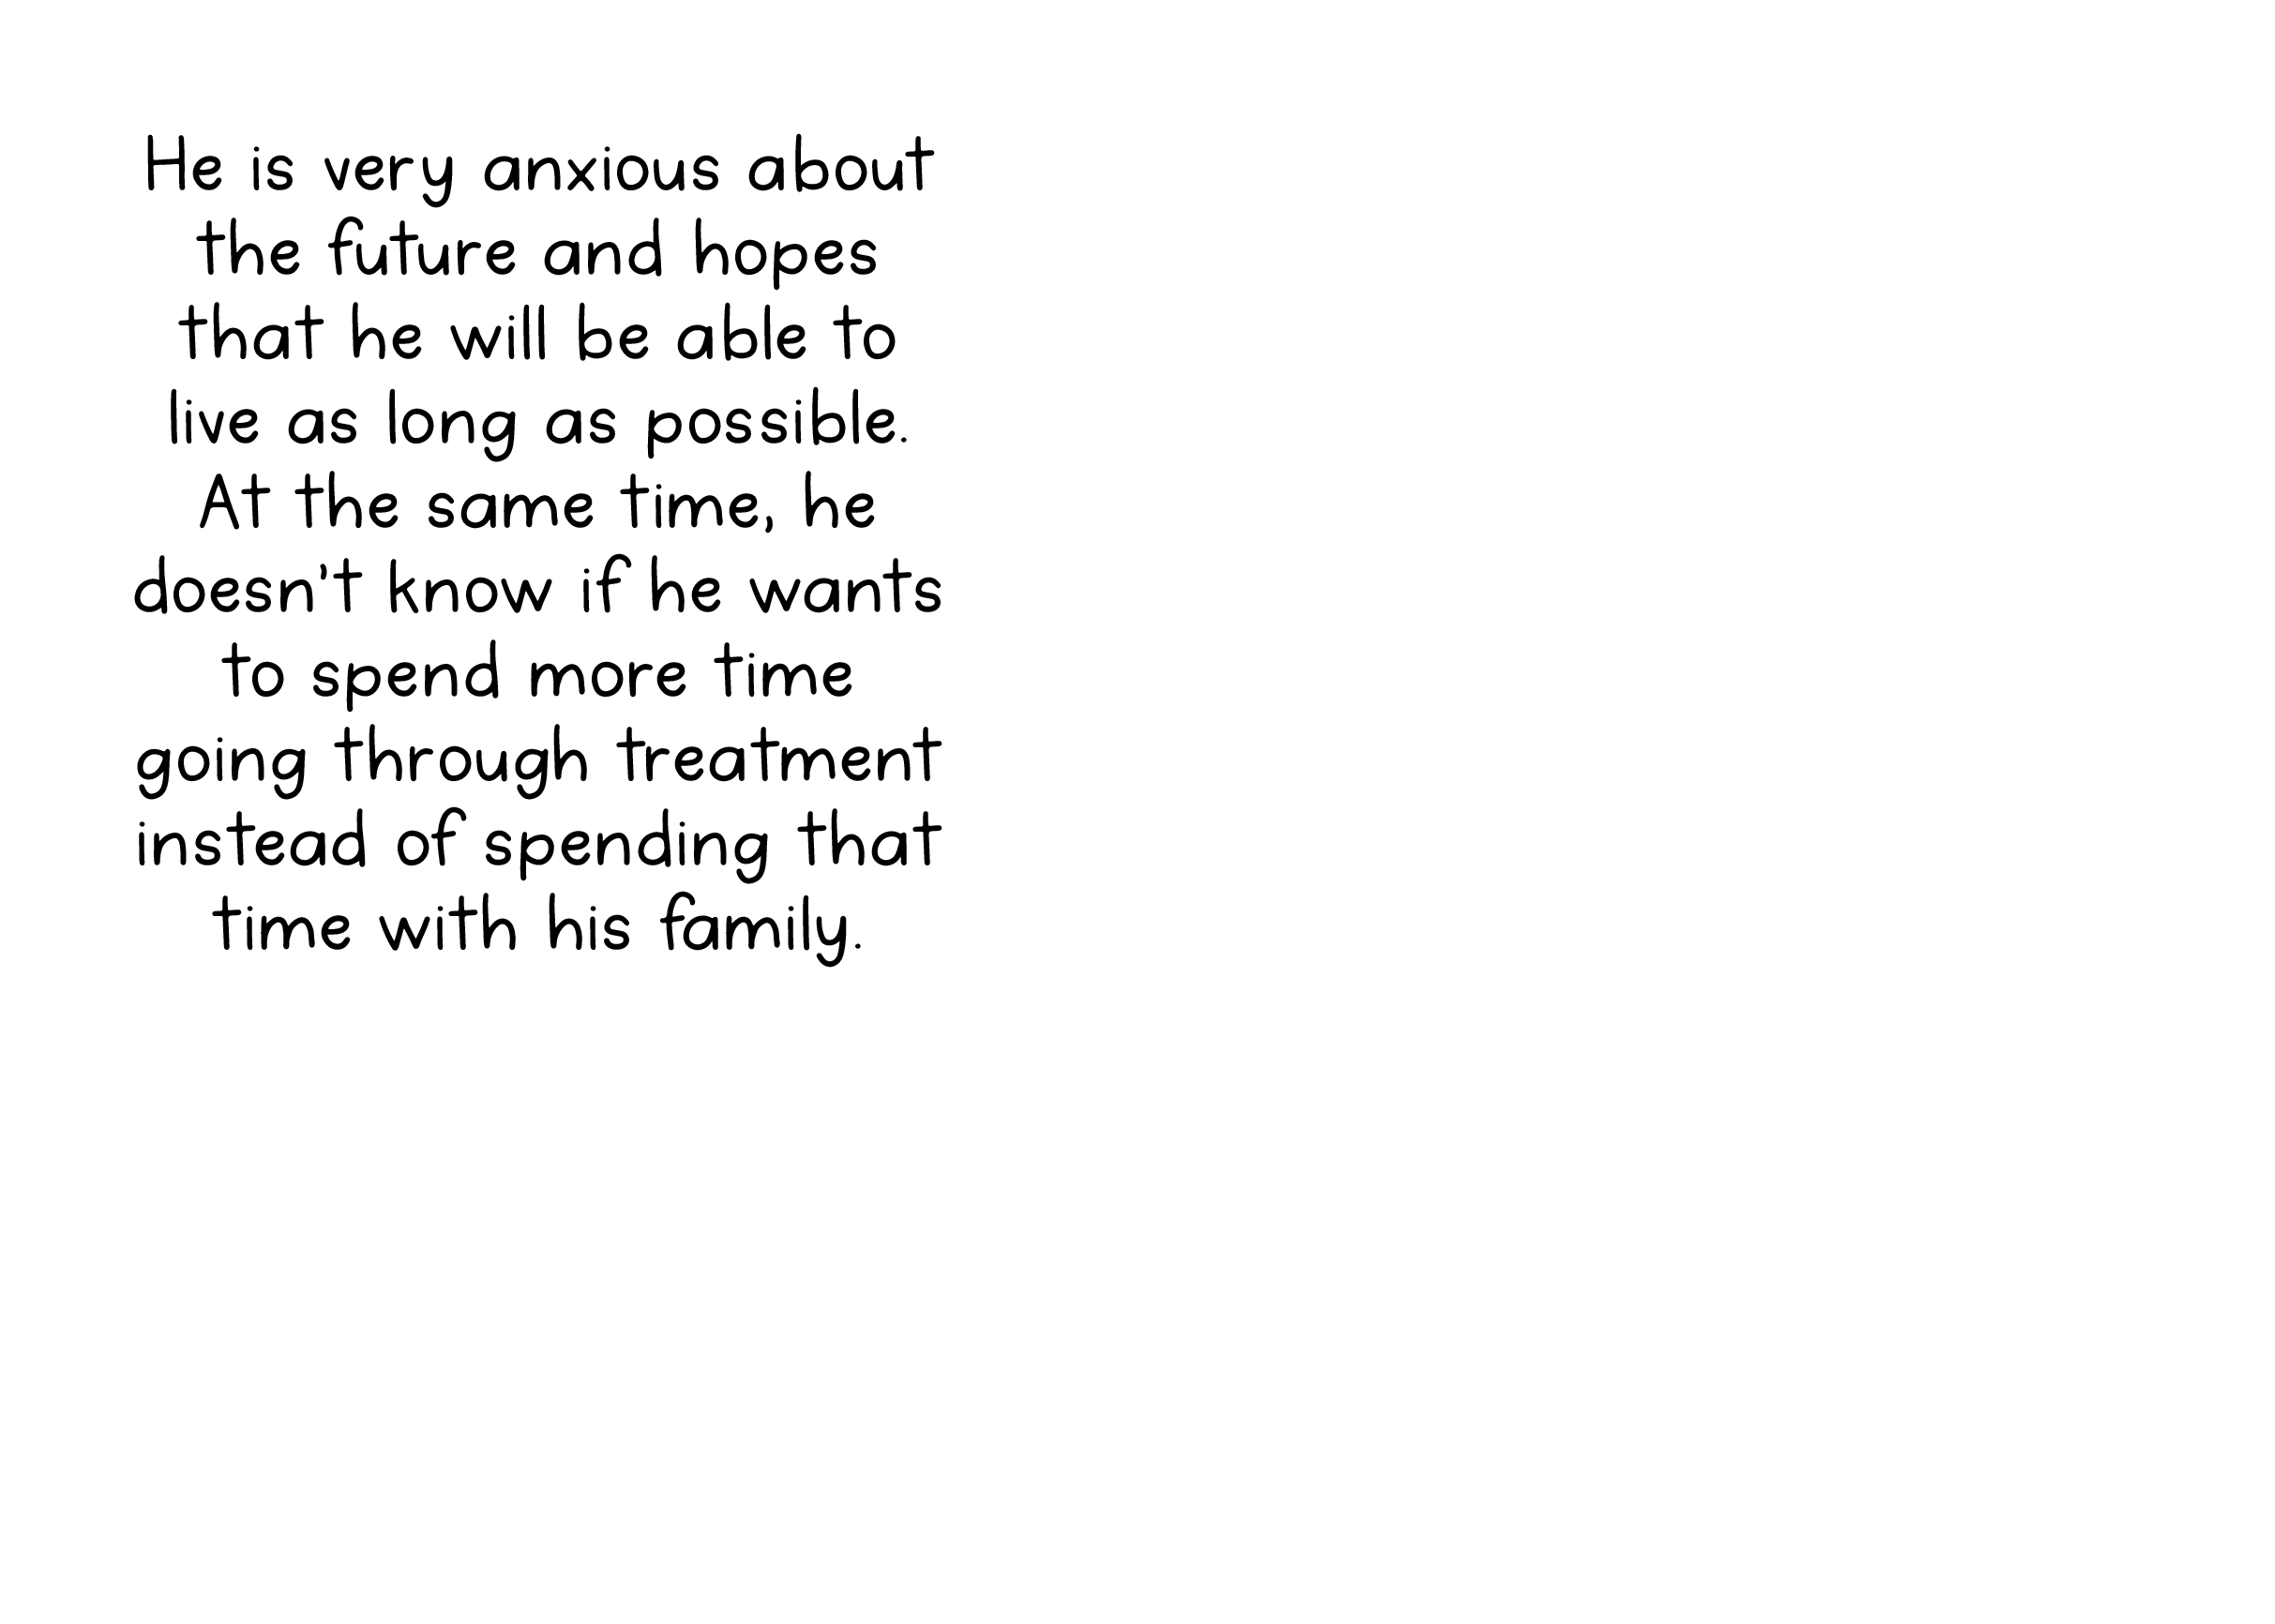 He is very anxious about
the future and hopes
that he will be able to
live as long as possible.
At the same time, he
doesn't know if he wants
to spend more time
going through treatment
instead of spending that
time with his family.